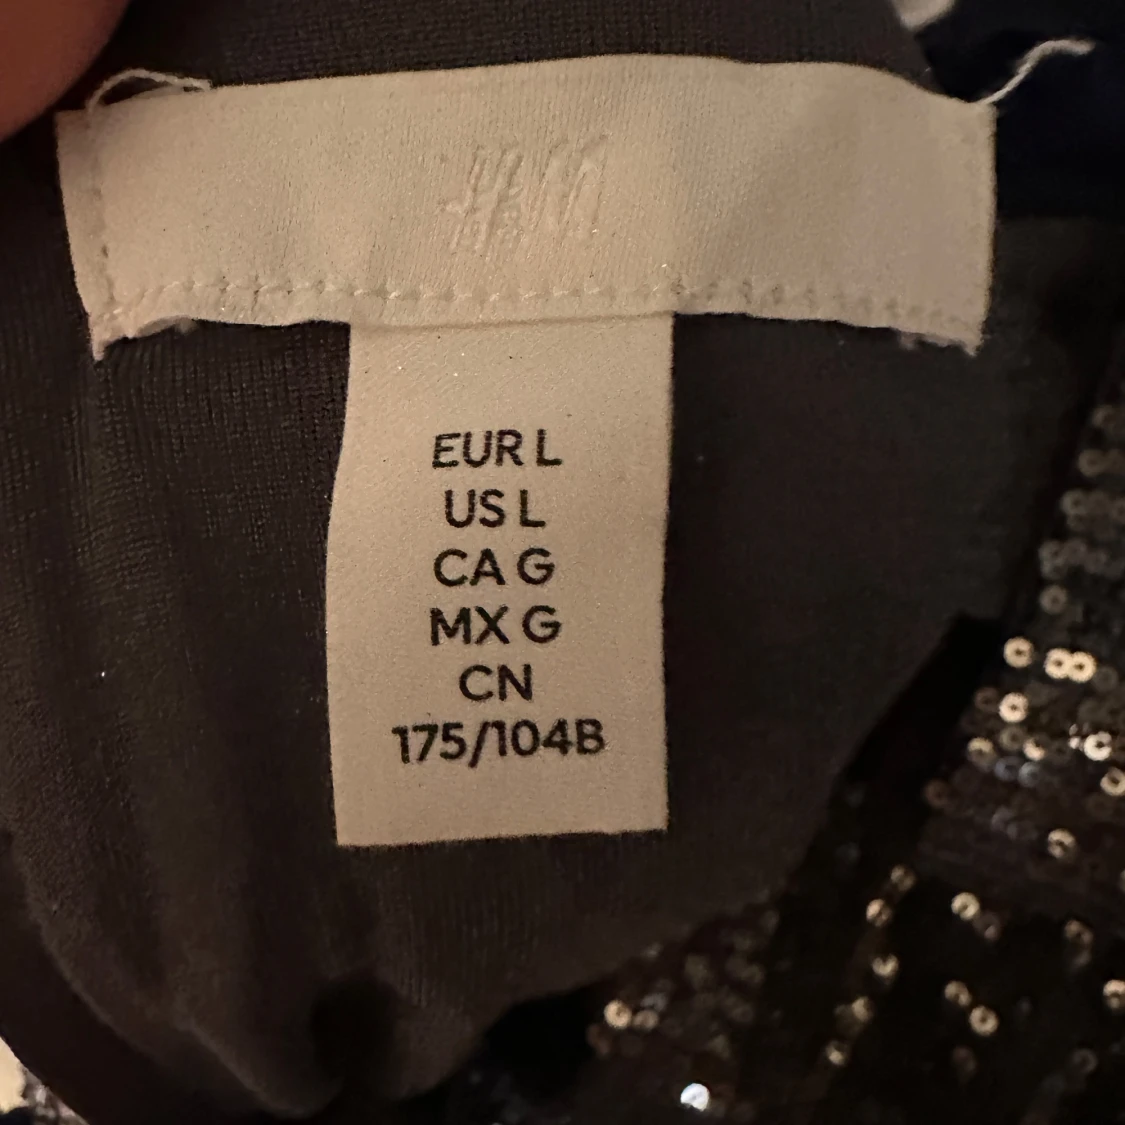 H&M
EUR L
US L
CA G
MX G
CN
175/104B